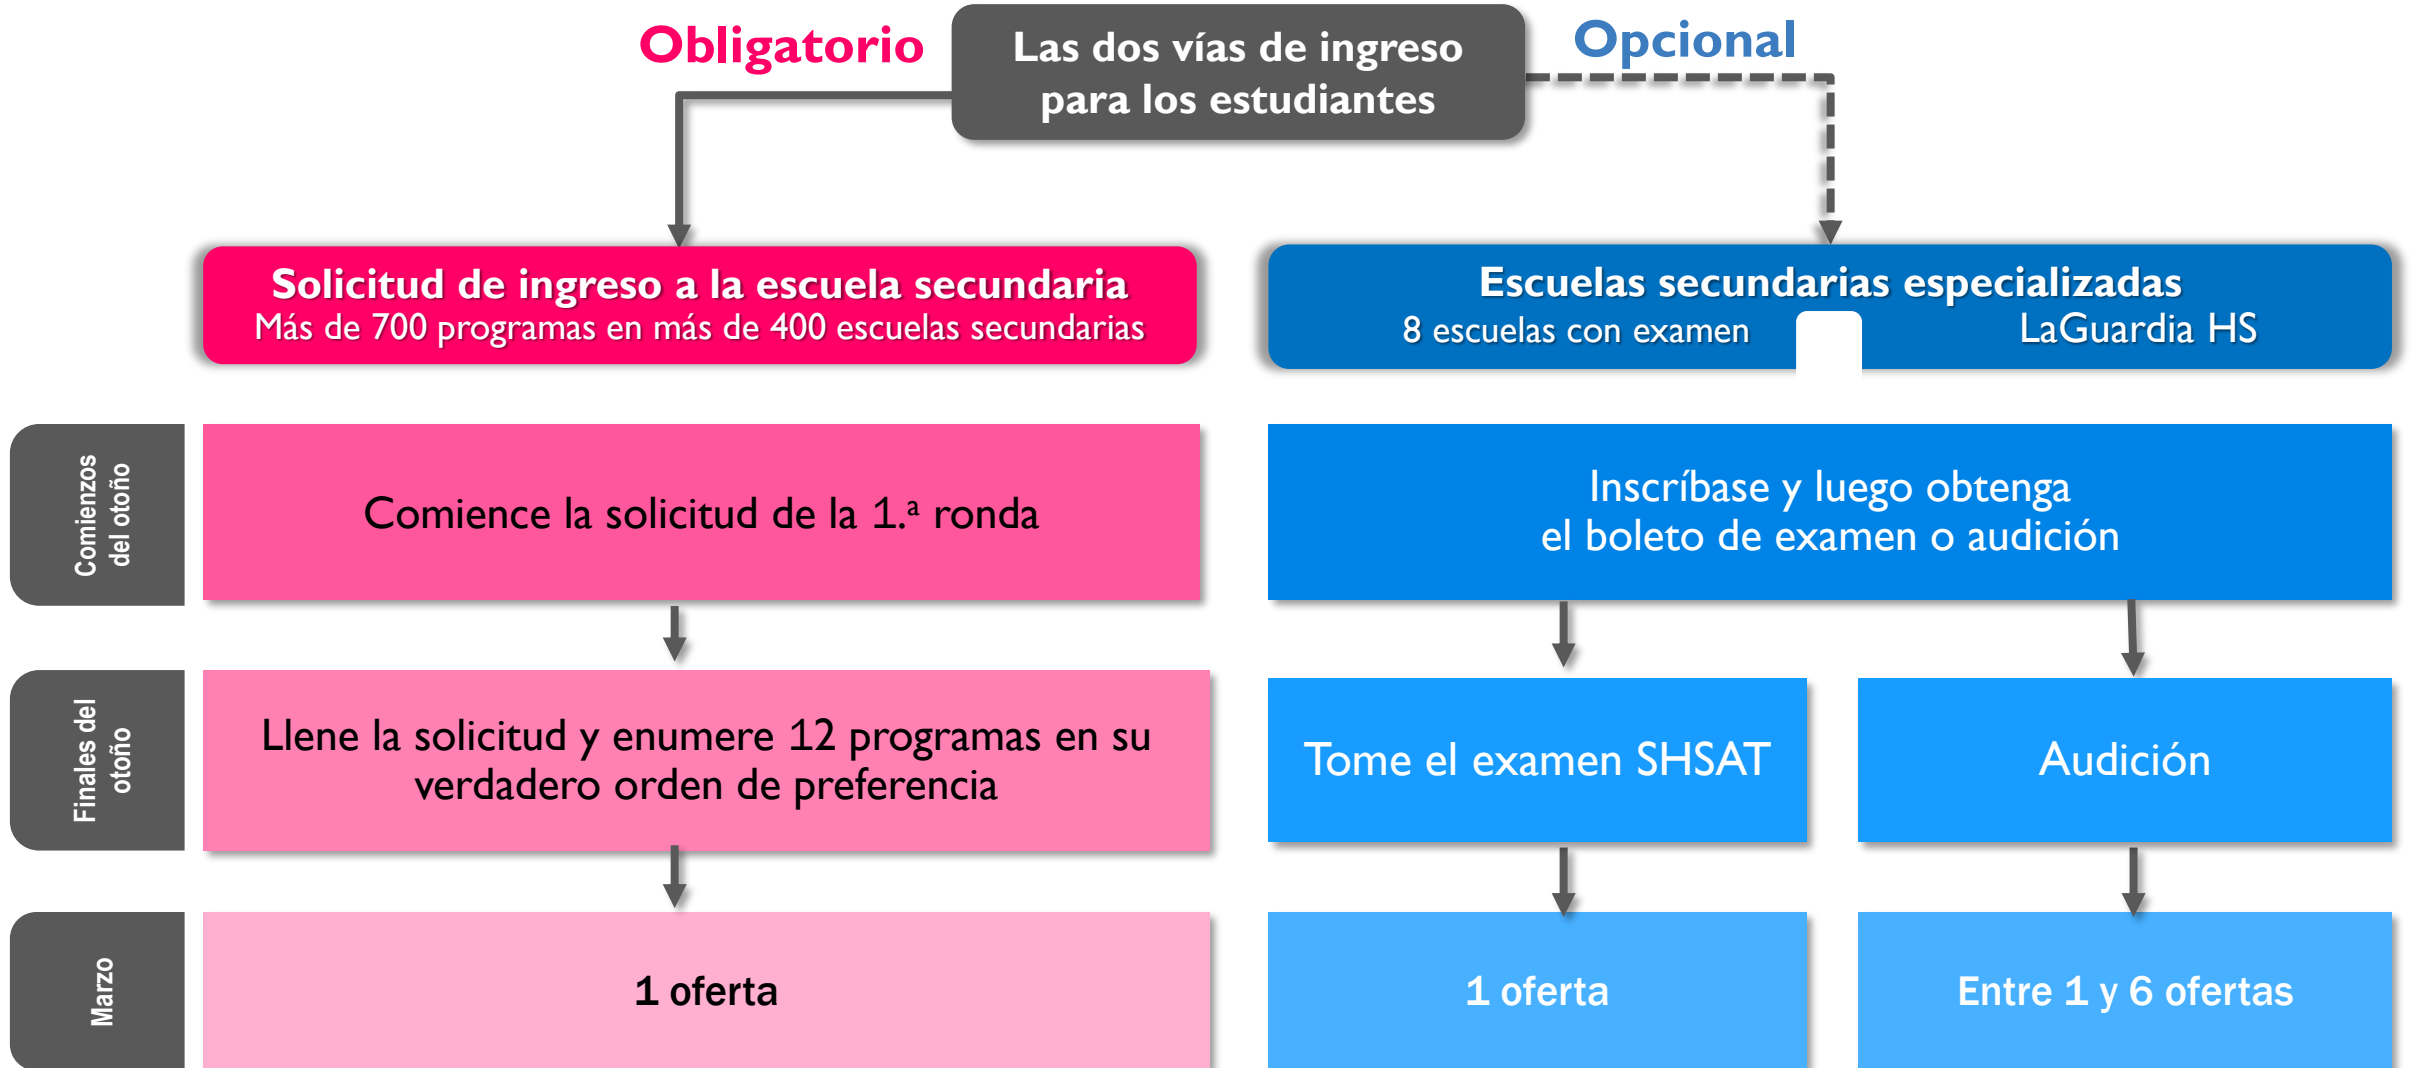 Obligatorio
Las dos vías de ingreso
para los estudiantes
Opcional
Solicitud de ingreso a la escuela secundaria
Más de 700 programas en más de 400 escuelas secundarias
Escuelas secundarias especializadas
8 escuelas con examen
LaGuardia HS
Comienzos
del otoño
Comience la solicitud de la 1.ª ronda
Inscríbase y luego obtenga
el boleto de examen o audición
Finales del
otoño
Llene la solicitud y enumere 12 programas en su
verdadero orden de preferencia
Tome el examen SHSAT
Audición
Marzo
1 oferta
1 oferta
Entre 1 y 6 ofertas